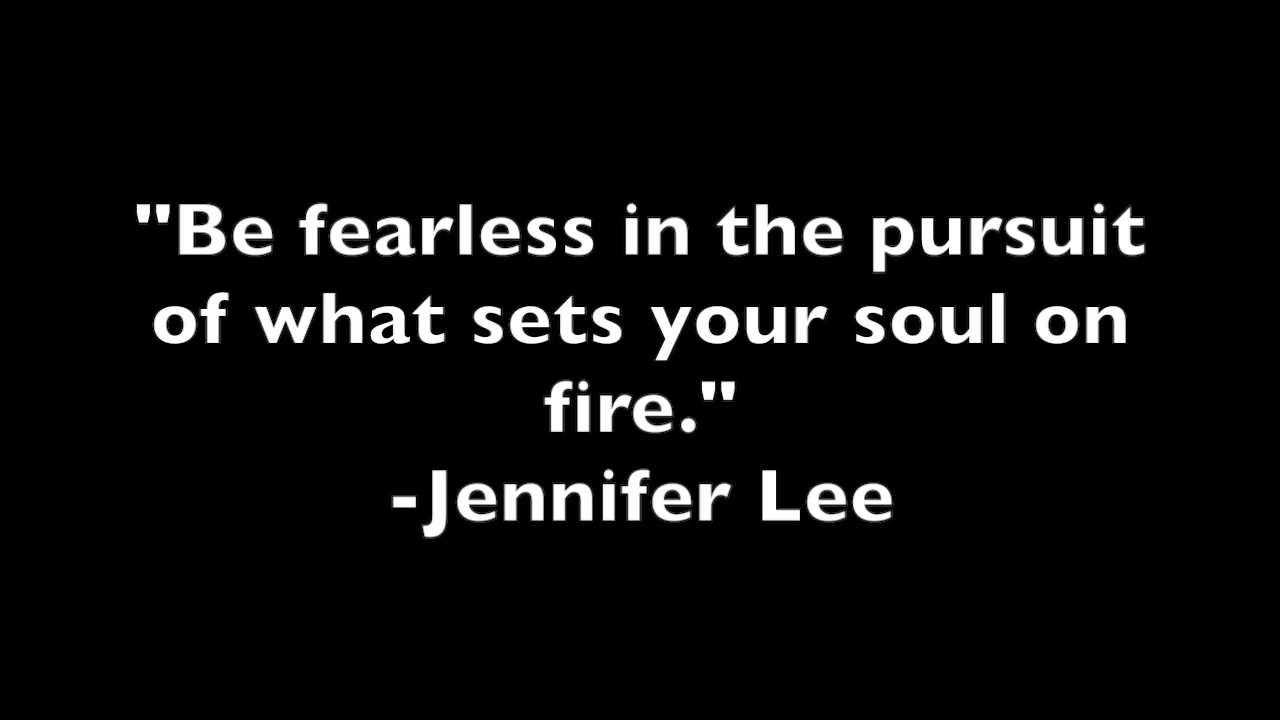 "Be fearless in the pursuit
of what sets your soul on
fire."
-Jennifer Lee